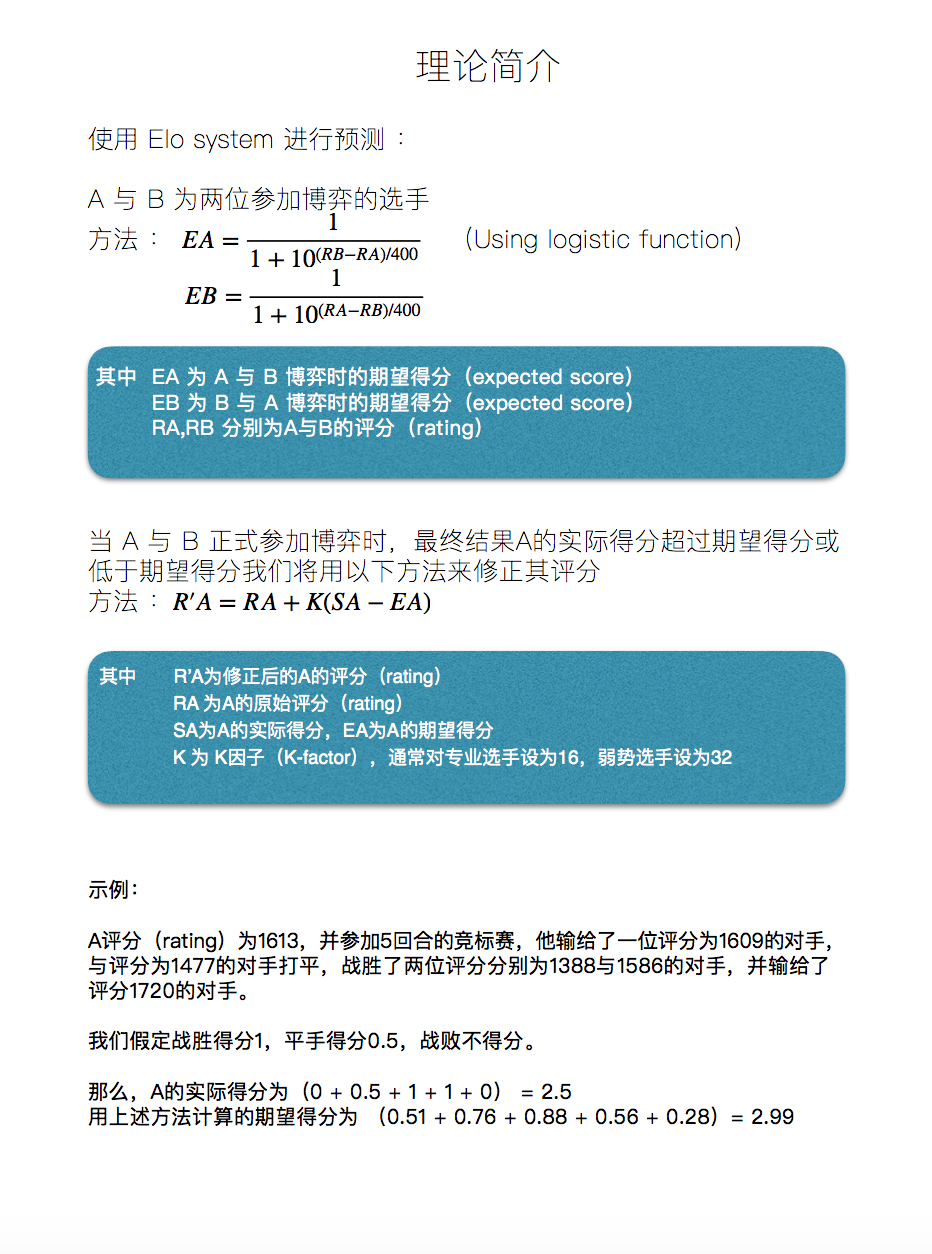 理论简介
使用 Elo system 进行预测：
A 与 B 为两位参加博弈的选手
方法： EA = 1 / (1 + 10^(RB−RA)/400) （Using logistic function）
EB = 1 / (1 + 10^(RA−RB)/400)
其中 EA 为 A 与 B 博弈时的期望得分（expected score）
EB 为 B 与 A 博弈时的期望得分（expected score）
RA,RB 分别为A与B的评分（rating）
当 A 与 B 正式参加博弈时，最终结果A的实际得分超过期望得分或
低于期望得分我们将用以下方法来修正其评分
方法：R′A = RA + K(SA − EA)
其中 R’A为修正后的A的评分（rating）
RA 为A的原始评分（rating）
SA为A的实际得分，EA为A的期望得分
K 为 K因子（K-factor），通常对专业选手设为16，弱势选手设为32
示例：
A评分（rating）为1613，并参加5回合的竞标赛，他输给了一位评分为1609的对手，
与评分为1477的对手打平，战胜了两位评分分别为1388与1586的对手，并输给了
评分1720的对手。
我们假定战胜得分1，平手得分0.5，战败不得分。
那么，A的实际得分为（0 + 0.5 + 1 + 1 + 0） = 2.5
用上述方法计算的期望得分为 （0.51 + 0.76 + 0.88 + 0.56 + 0.28）= 2.99